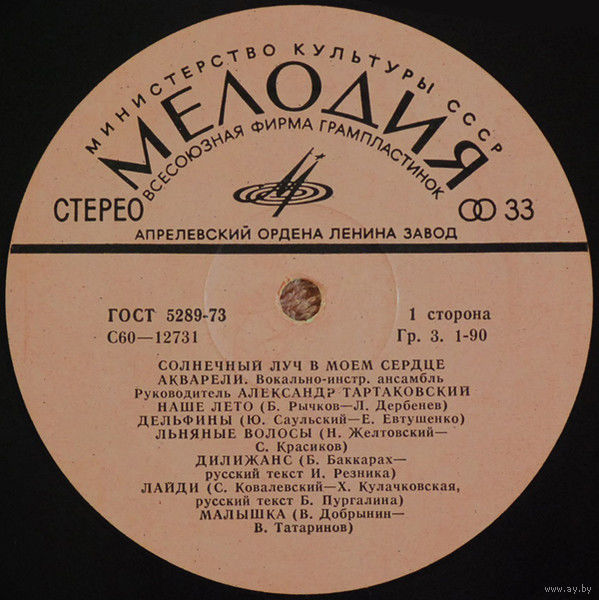 МИНИСТЕРСТВО КУЛЬТУРЫ СССР
МЕЛОДИЯ
ВСЕСОЮЗНАЯ ФИРМА ГРАМПЛАСТИНОК
СТЕРЕО
33
АПРЕЛЕВСКИЙ ОРДЕНА ЛЕНИНА ЗАВОД
ГОСТ 5289-73
1 сторона
С60—12731
Гр. 3. 1-90
СОЛНЕЧНЫЙ ЛУЧ В МОЕМ СЕРДЦЕ
АКВАРЕЛИ. Вокально-инстр. ансамбль
Руководитель АЛЕКСАНДР ТАРТАКОВСКИЙ
НАШЕ ЛЕТО (Б. Рычков—Л. Дербенев)
ДЕЛЬФИНЫ (Ю. Саульский—Е. Евтушенко)
ЛЬНЯНЫЕ ВОЛОСЫ (Н. Желтовский—
С. Красиков)
ДИЛИЖАНС (Б. Баккарах—
русский текст И. Резника)
ЛАЙДИ (С. Ковалевский—Х. Кулачковская,
русский текст Б. Пургалина)
МАЛЫШКА (В. Добрынин—
В. Татаринов)
www.ay.by